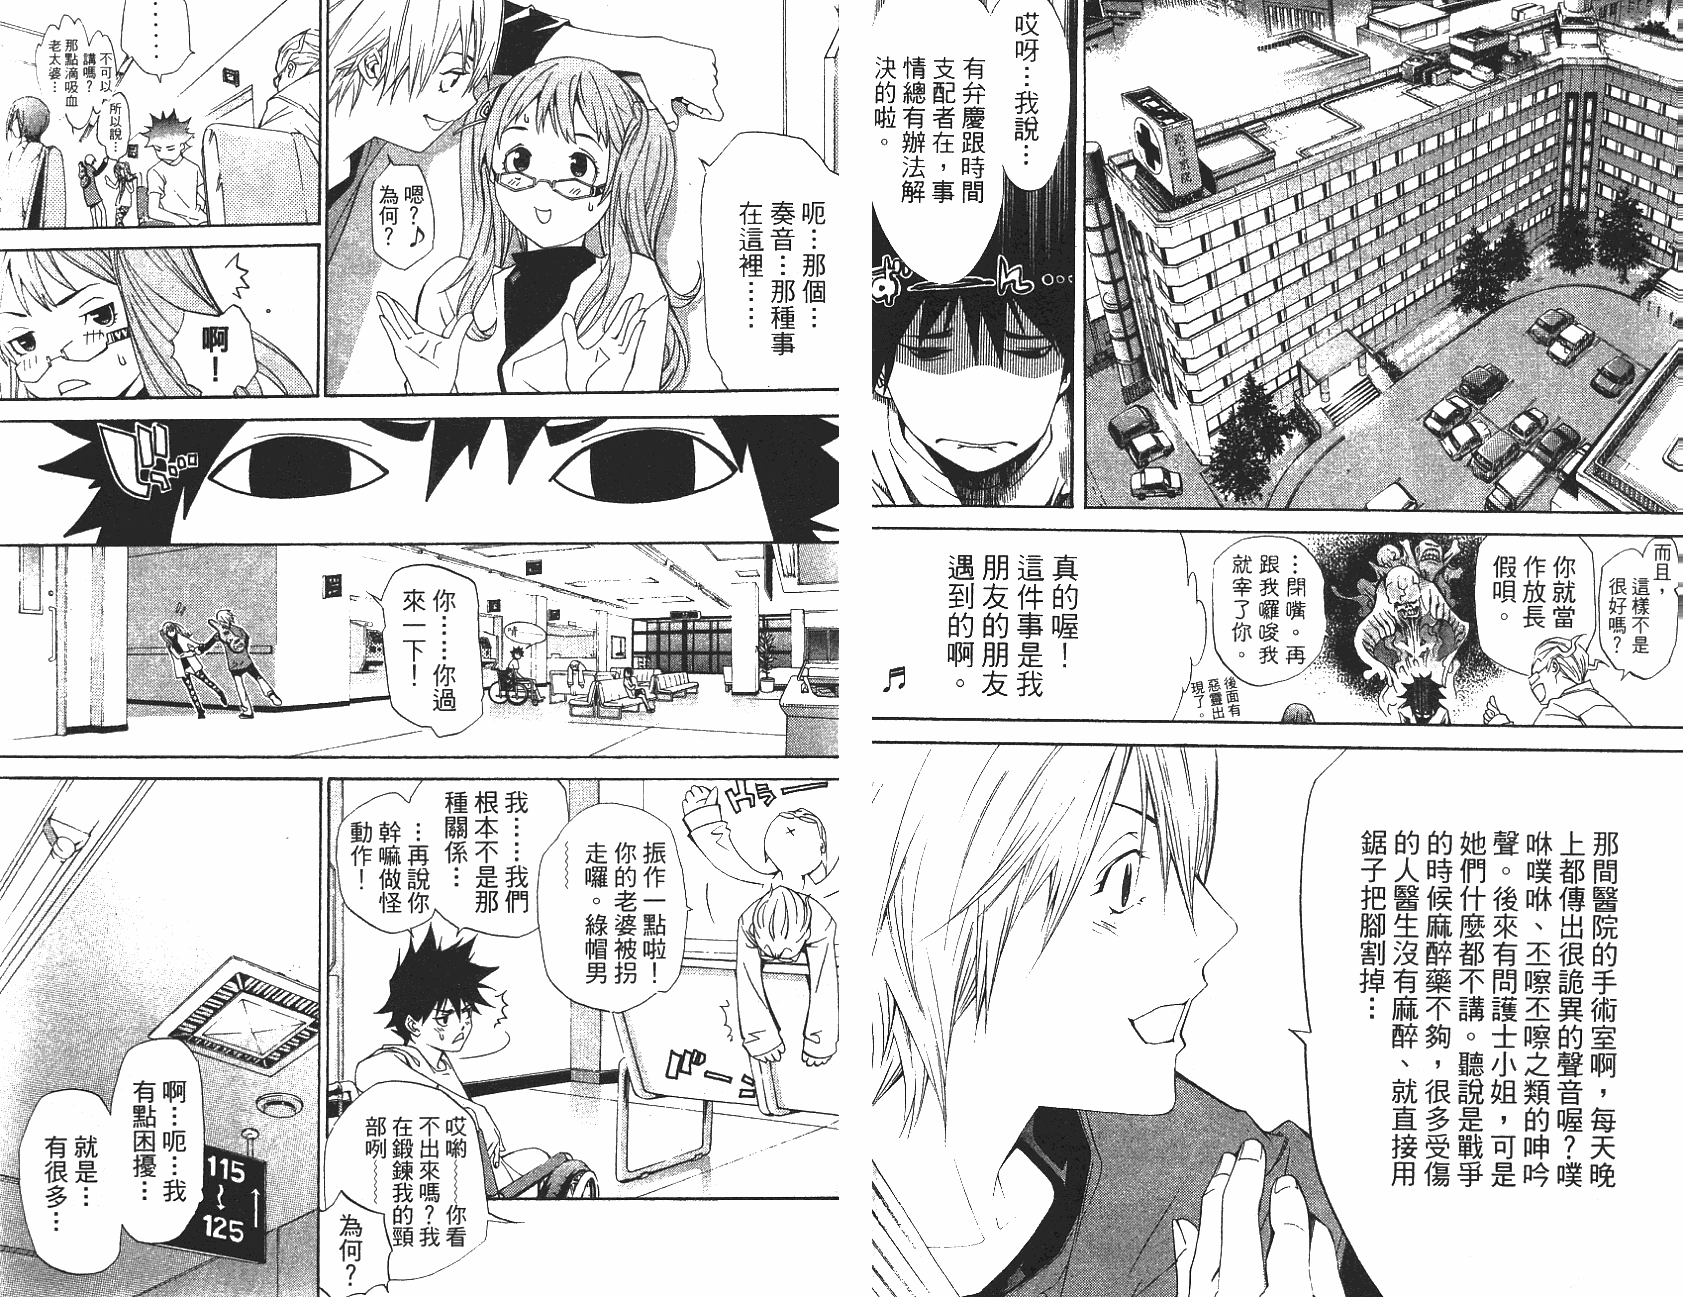 哎呀…我說…
有弁慶跟時間
支配者在，事
情總有辦法解
決的啦。
而且，
這樣不是
很好嗎？
你就當
作放長
假唄。
…閉嘴。再
跟我囉唆我
就宰了你。
後面有
惡靈出
現了。
真的喔！
這件事是我
朋友的朋友
遇到的啊。
♬
那間醫院的手術室啊，每天晚
上都傳出很詭異的聲音喔？噗
咻噗咻、丕嚓丕嚓之類的呻吟
聲。後來有問護士小姐，可是
她們什麼都不講。聽說是戰爭
的時候麻醉藥不夠，很多受傷
的人醫生沒有麻醉、就直接用
鋸子把腳割掉…
呃…那個…
奏音…那種事
在這裡……
嗯？♪
為何？
………
不可以
講嗎？
那點滴吸血
老太婆…
所以說…
啊！
你……你過
來一下！
振作一點啦！
你的老婆被拐
走囉。綠帽男
我……我們
根本不是那
種關係…
…再說你
幹嘛做怪
動作！
哎喲～～你看
不出來嗎？我
在鍛鍊我的頸
部咧～～
為何？
啊…呃…我
有點困擾…
就是…
有很多…
115
～
125